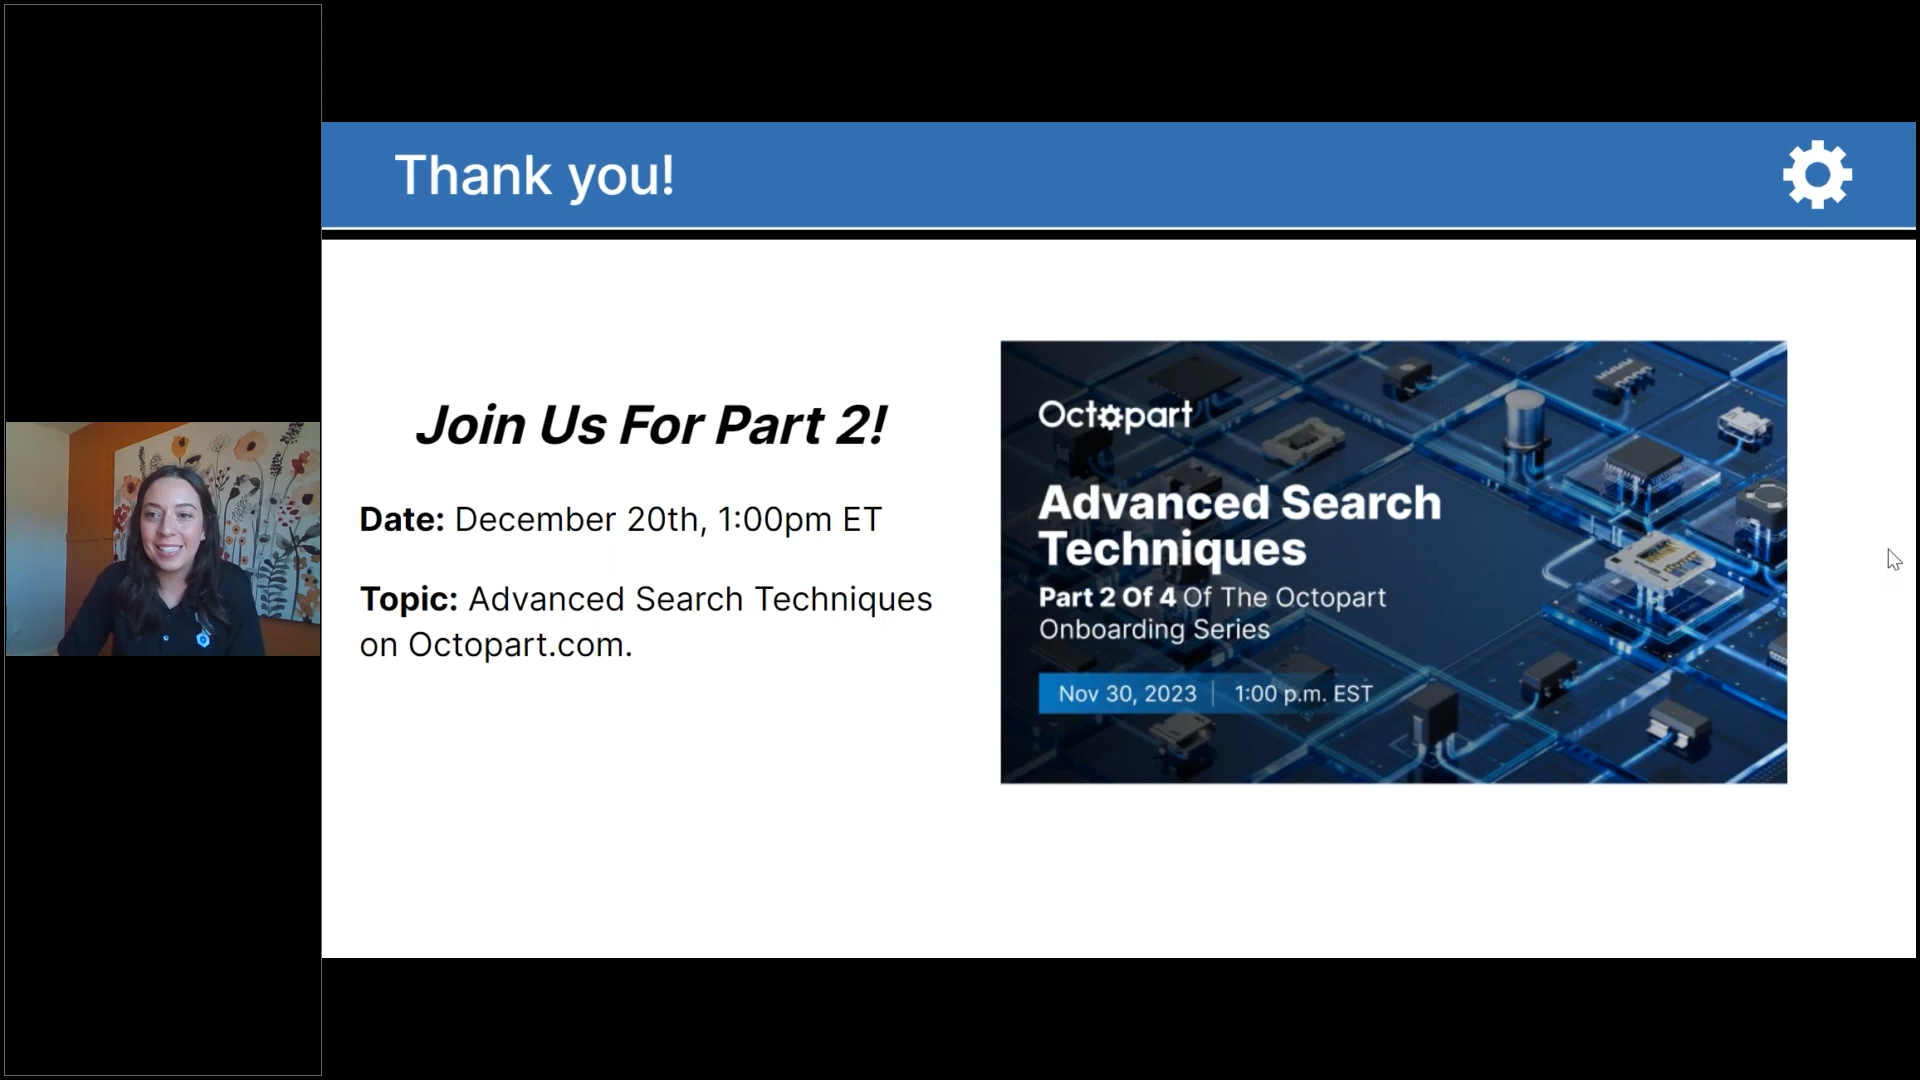 Thank you!
Join Us For Part 2!
Date: December 20th, 1:00pm ET
Topic: Advanced Search Techniques
on Octopart.com.
Octopart
Advanced Search
Techniques
Part 2 Of 4 Of The Octopart
Onboarding Series
Nov 30, 2023 | 1:00 p.m. EST